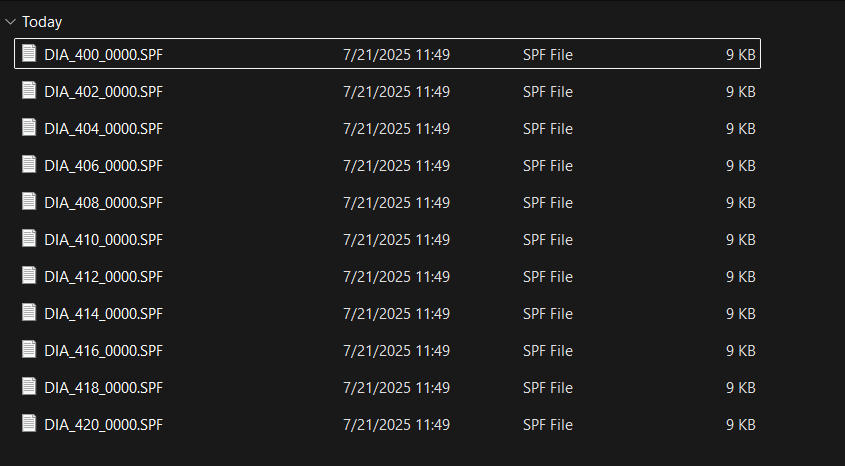 Today
DIA_400_0000.SPF 7/21/2025 11:49 SPF File 9 KB
DIA_402_0000.SPF 7/21/2025 11:49 SPF File 9 KB
DIA_404_0000.SPF 7/21/2025 11:49 SPF File 9 KB
DIA_406_0000.SPF 7/21/2025 11:49 SPF File 9 KB
DIA_408_0000.SPF 7/21/2025 11:49 SPF File 9 KB
DIA_410_0000.SPF 7/21/2025 11:49 SPF File 9 KB
DIA_412_0000.SPF 7/21/2025 11:49 SPF File 9 KB
DIA_414_0000.SPF 7/21/2025 11:49 SPF File 9 KB
DIA_416_0000.SPF 7/21/2025 11:49 SPF File 9 KB
DIA_418_0000.SPF 7/21/2025 11:49 SPF File 9 KB
DIA_420_0000.SPF 7/21/2025 11:49 SPF File 9 KB